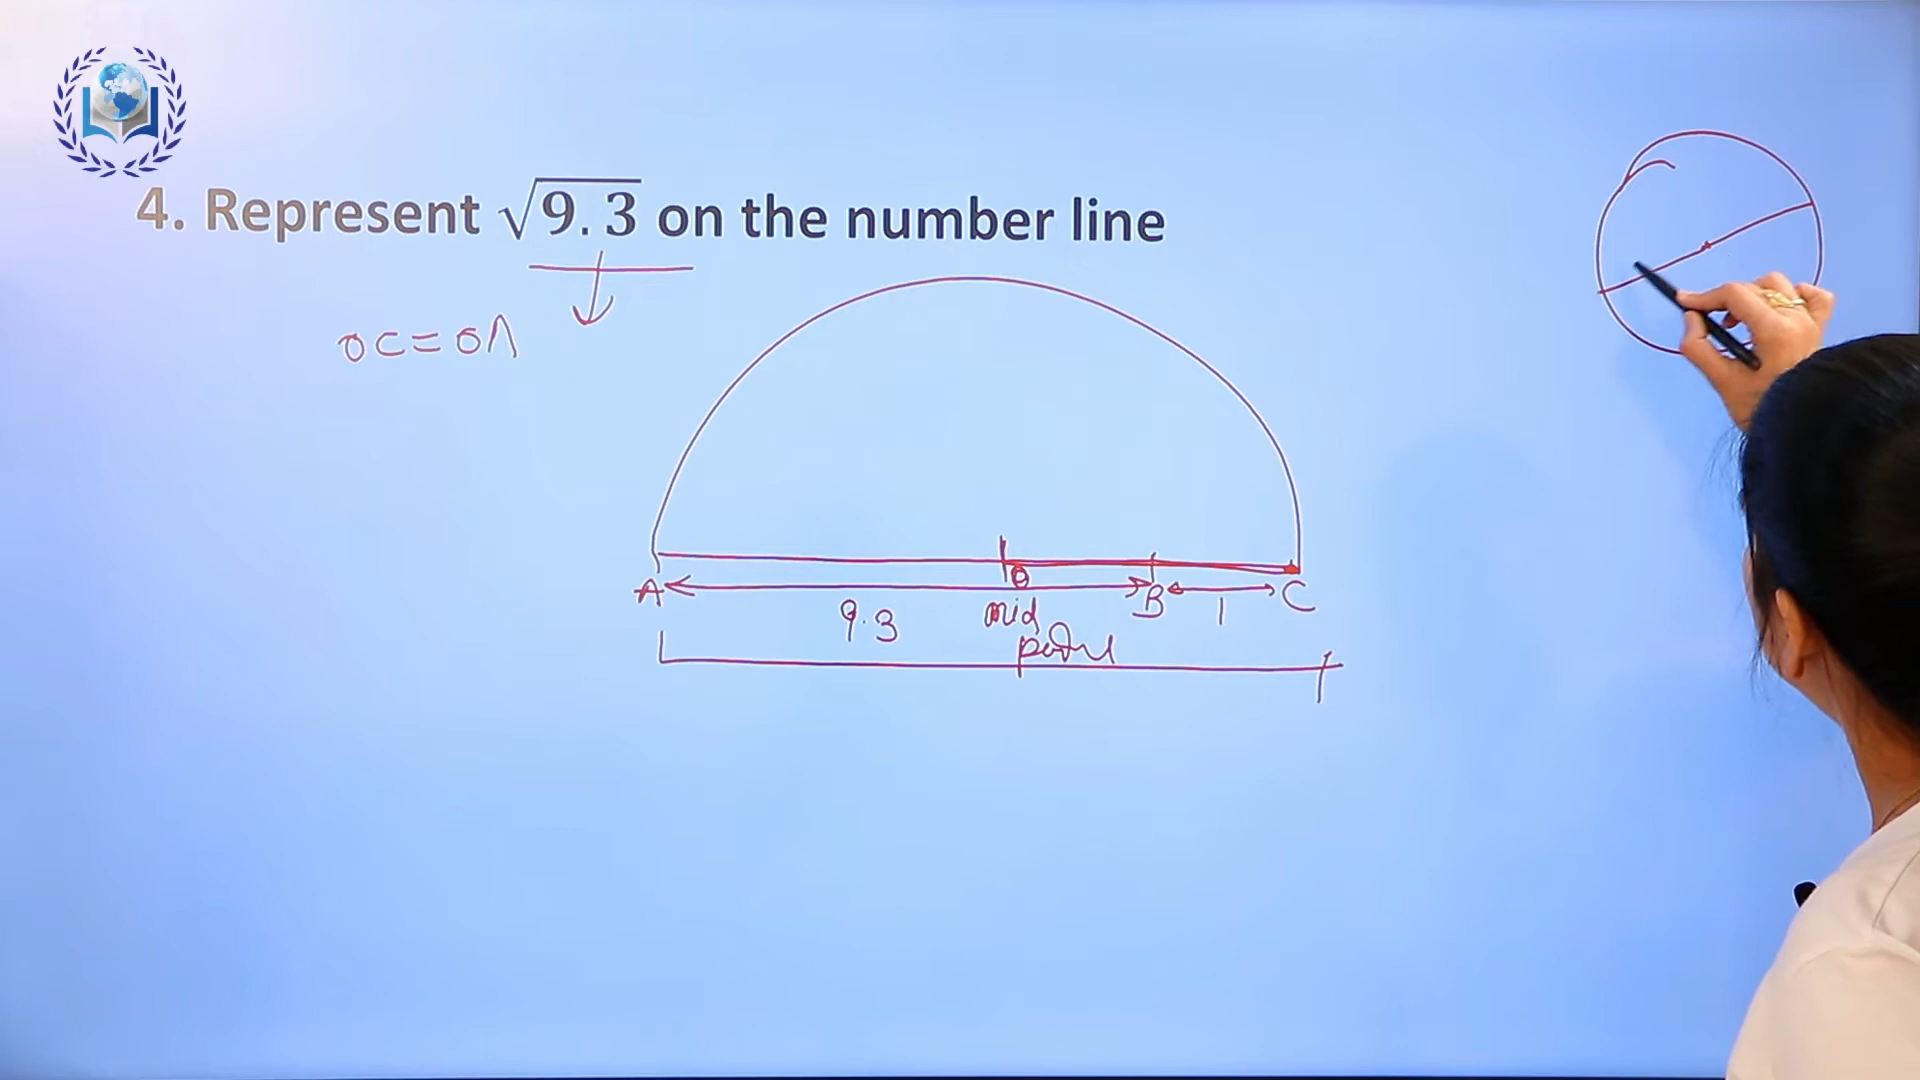 4. Represent √9.3 on the number line
OC = OA
A O B 1 C
9.3 mid
point